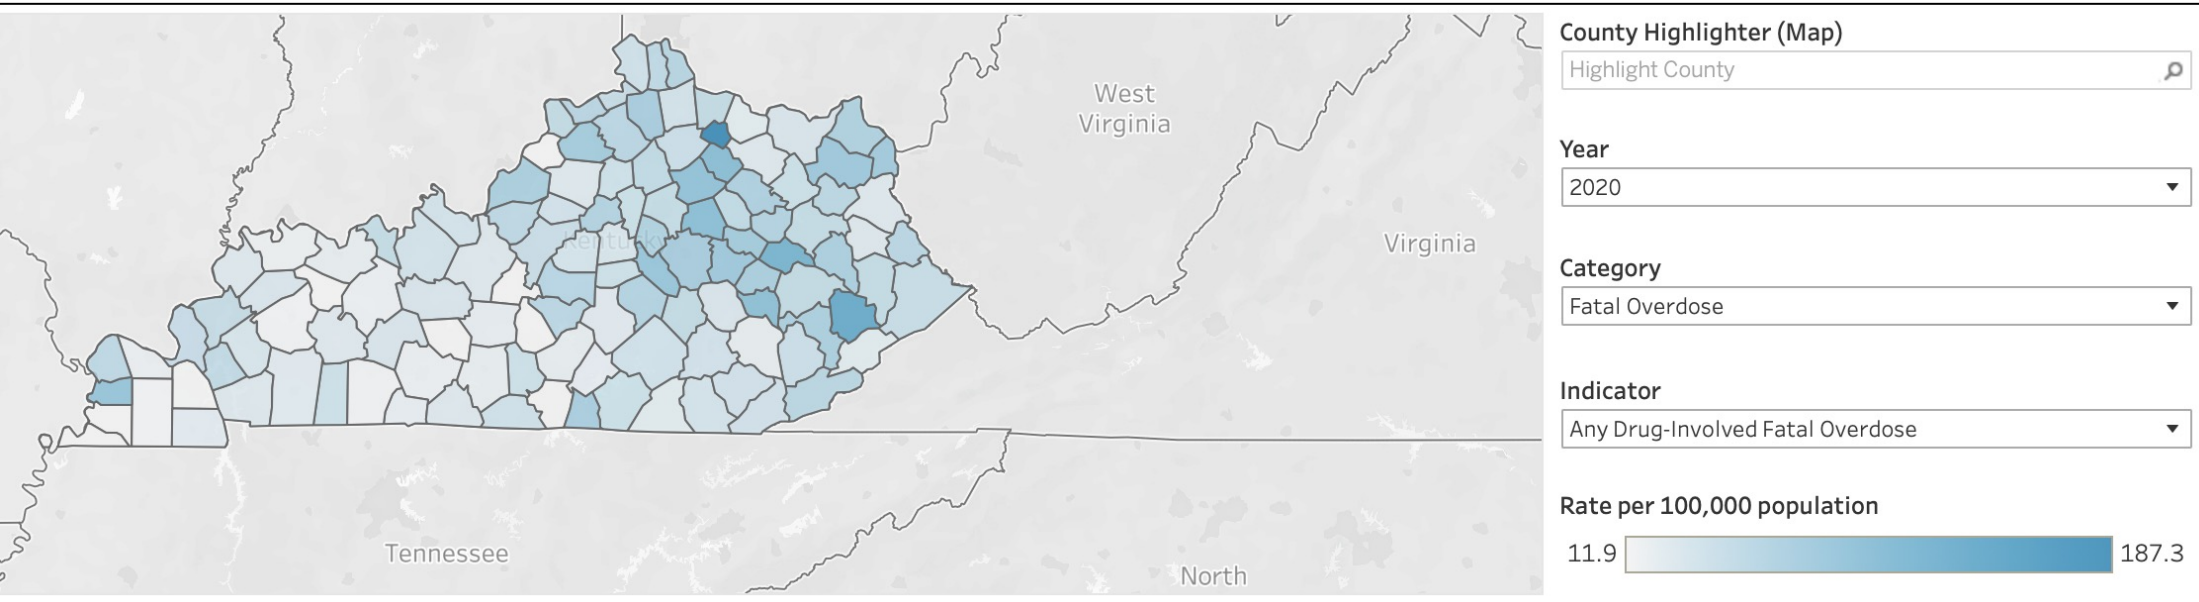 West
Virginia
Virginia
Kentucky
Tennessee
North
County Highlighter (Map)
Highlight County
Year
2020
Category
Fatal Overdose
Indicator
Any Drug-Involved Fatal Overdose
Rate per 100,000 population
11.9
187.3